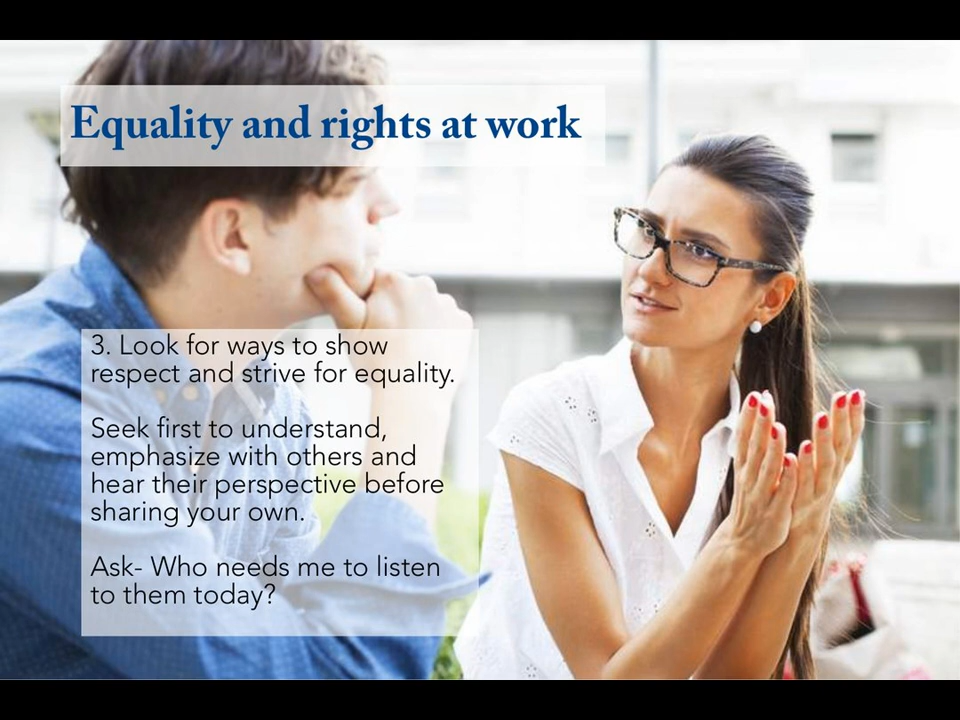 Equality and rights at work
3. Look for ways to show
respect and strive for equality.
Seek first to understand,
emphasize with others and
hear their perspective before
sharing your own.
Ask- Who needs me to listen
to them today?